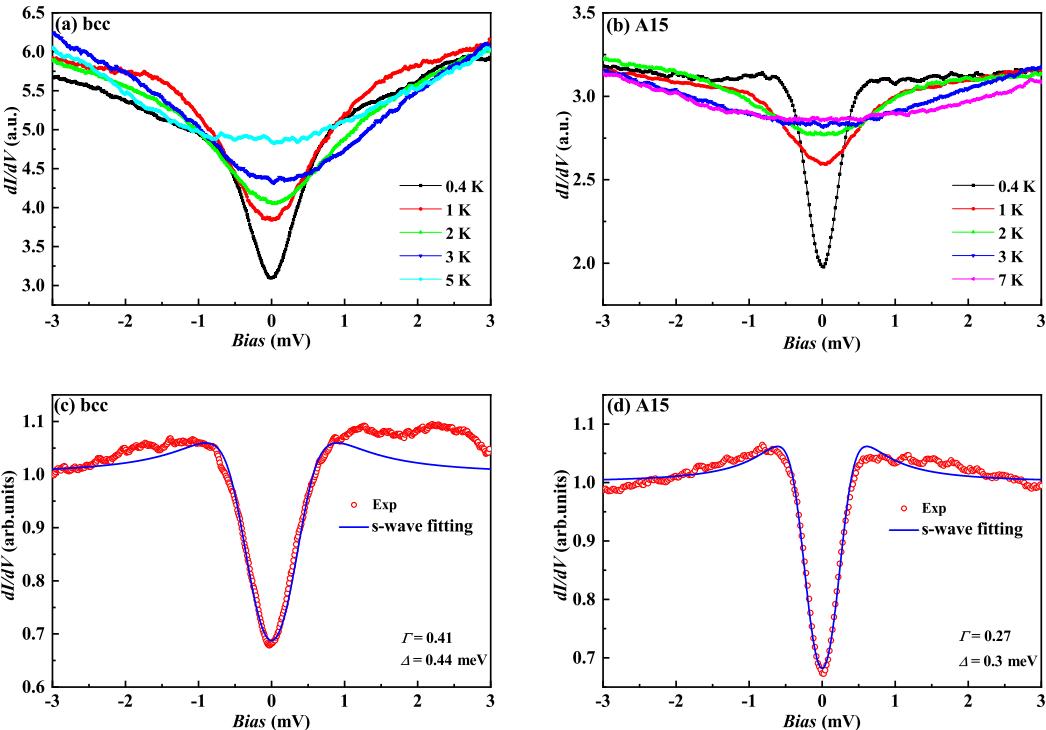 (a) bcc
6.5
6.0
5.5
5.0
4.5
4.0
3.5
3.0
dI/dV (a.u.)
0.4 K
1 K
2 K
3 K
5 K
-3 -2 -1 0 1 2 3
Bias (mV)
(b) A15
3.5
3.0
2.5
2.0
dI/dV (a.u.)
0.4 K
1 K
2 K
3 K
7 K
-3 -2 -1 0 1 2 3
Bias (mV)
(c) bcc
1.1
1.0
0.9
0.8
0.7
0.6
dI/dV (arb.units)
Exp
s-wave fitting
Γ = 0.41
Δ = 0.44 meV
-3 -2 -1 0 1 2 3
Bias (mV)
(d) A15
1.1
1.0
0.9
0.8
0.7
dI/dV (arb.units)
Exp
s-wave fitting
Γ = 0.27
Δ = 0.3 meV
-3 -2 -1 0 1 2 3
Bias (mV)